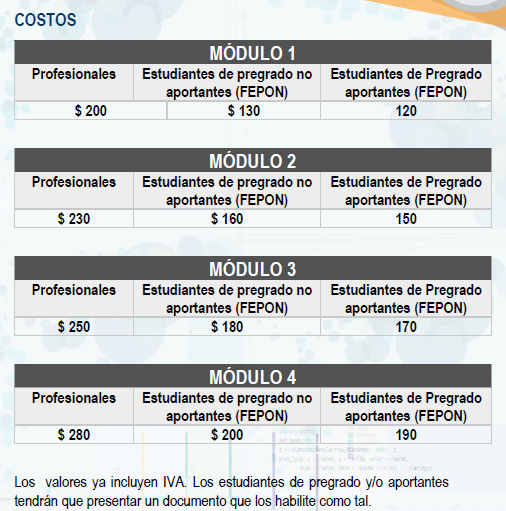 COSTOS
MÓDULO 1
Profesionales
Estudiantes de pregrado no
aportantes (FEPON)
Estudiantes de Pregrado
aportantes (FEPON)
$ 200
$ 130
120
MÓDULO 2
Profesionales
Estudiantes de pregrado no
aportantes (FEPON)
Estudiantes de Pregrado
aportantes (FEPON)
$ 230
$ 160
150
MÓDULO 3
Profesionales
Estudiantes de pregrado no
aportantes (FEPON)
Estudiantes de Pregrado
aportantes (FEPON)
$ 250
$ 180
170
MÓDULO 4
Profesionales
Estudiantes de pregrado no
aportantes (FEPON)
Estudiantes de Pregrado
aportantes (FEPON)
$ 280
$ 200
190
Los valores ya incluyen IVA. Los estudiantes de pregrado y/o aportantes
tendrán que presentar un documento que los habilite como tal.